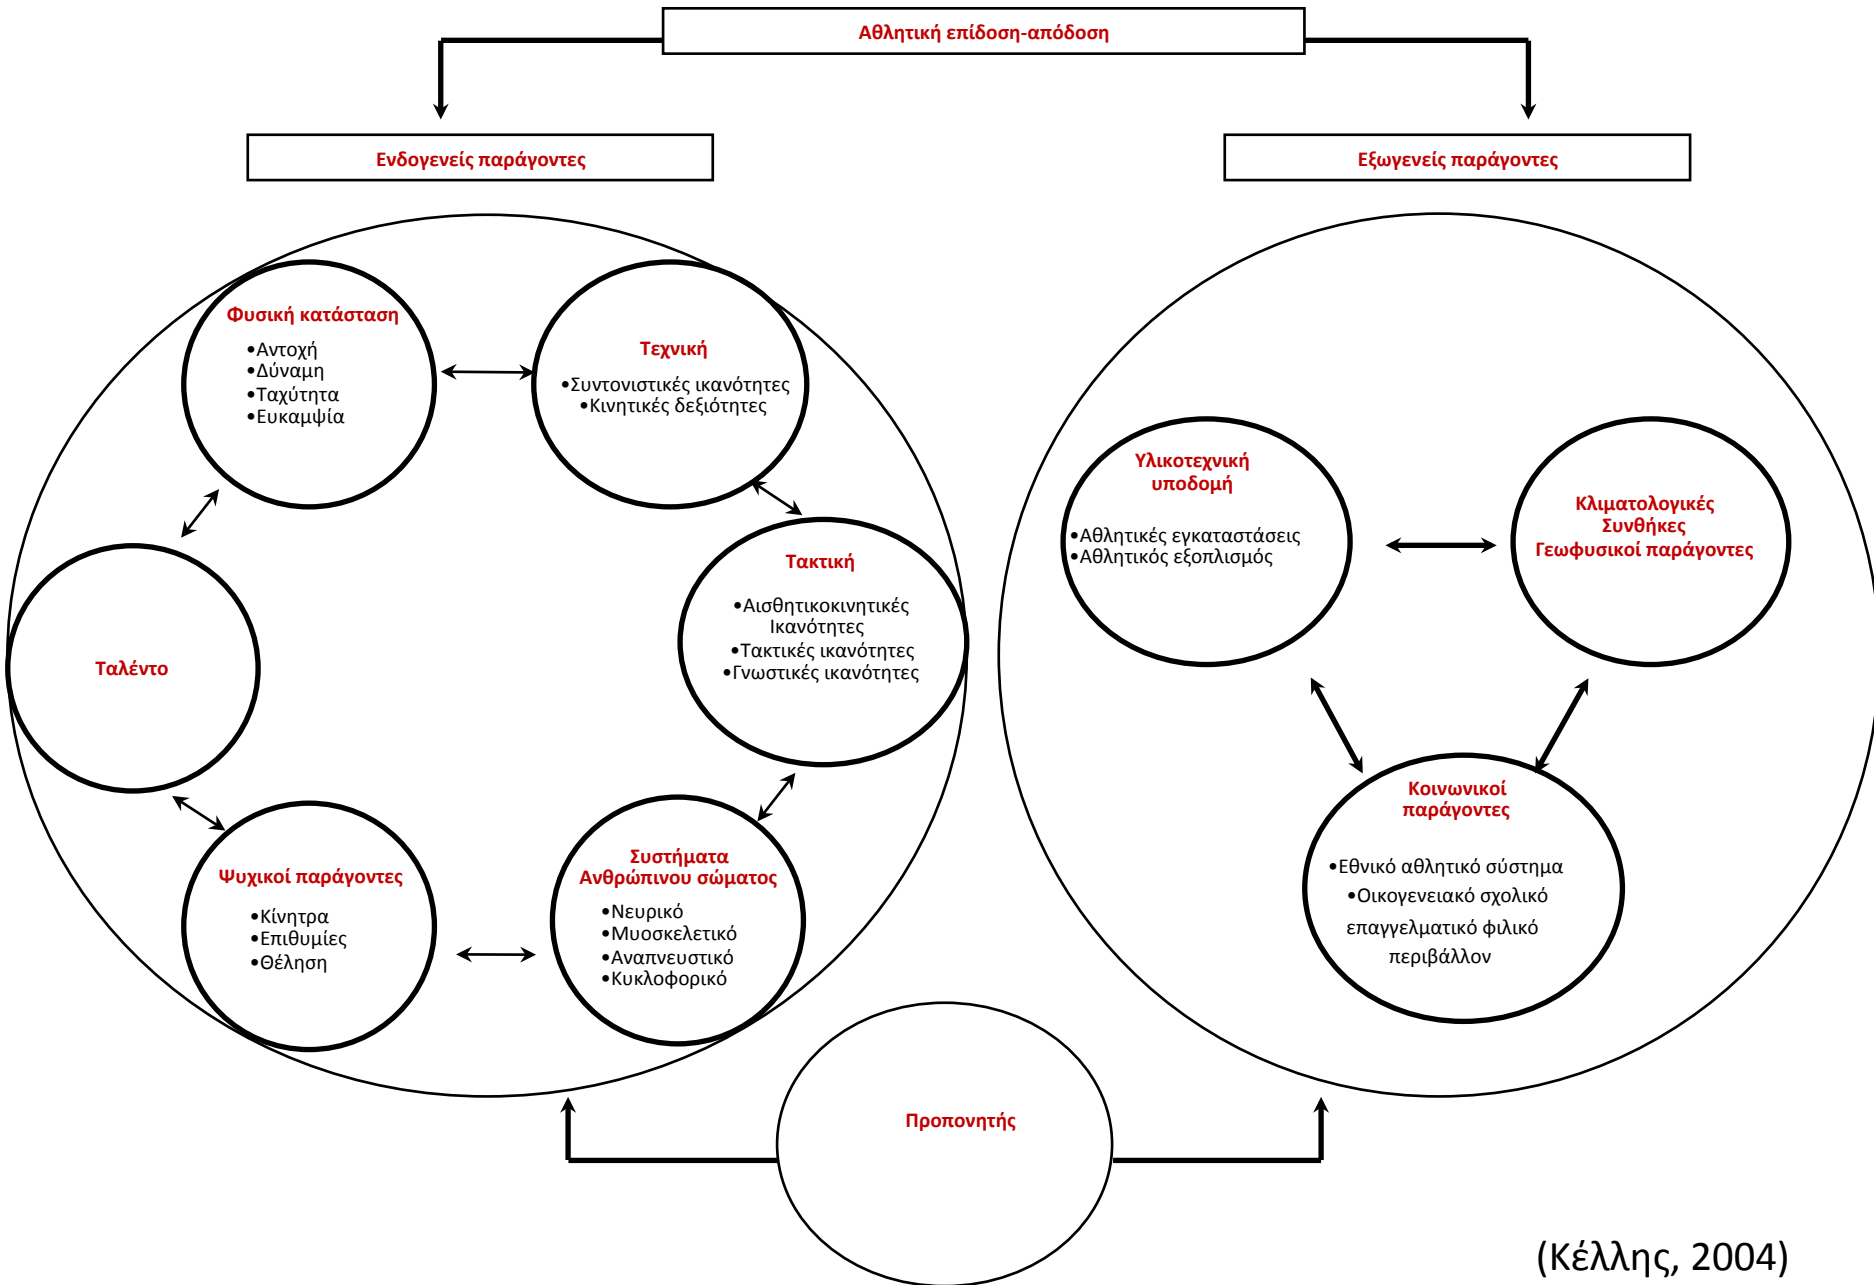 Αθλητική επίδοση-απόδοση
Ενδογενείς παράγοντες
Εξωγενείς παράγοντες
Φυσική κατάσταση
•Αντοχή
•Δύναμη
•Ταχύτητα
•Ευκαμψία
Τεχνική
•Συντονιστικές ικανότητες
•Κινητικές δεξιότητες
Τακτική
•Αισθητικοκινητικές
Ικανότητες
•Τακτικές ικανότητες
•Γνωστικές ικανότητες
Ταλέντο
Ψυχικοί παράγοντες
•Κίνητρα
•Επιθυμίες
•Θέληση
Συστήματα
Ανθρώπινου σώματος
•Νευρικό
•Μυοσκελετικό
•Αναπνευστικό
•Κυκλοφορικό
Υλικοτεχνική
υποδομή
•Αθλητικές εγκαταστάσεις
•Αθλητικός εξοπλισμός
Κλιματολογικές
Συνθήκες
Γεωφυσικοί παράγοντες
Κοινωνικοί
παράγοντες
•Εθνικό αθλητικό σύστημα
•Οικογενειακό σχολικό
επαγγελματικό φιλικό
περιβάλλον
Προπονητής
(Κέλλης, 2004)